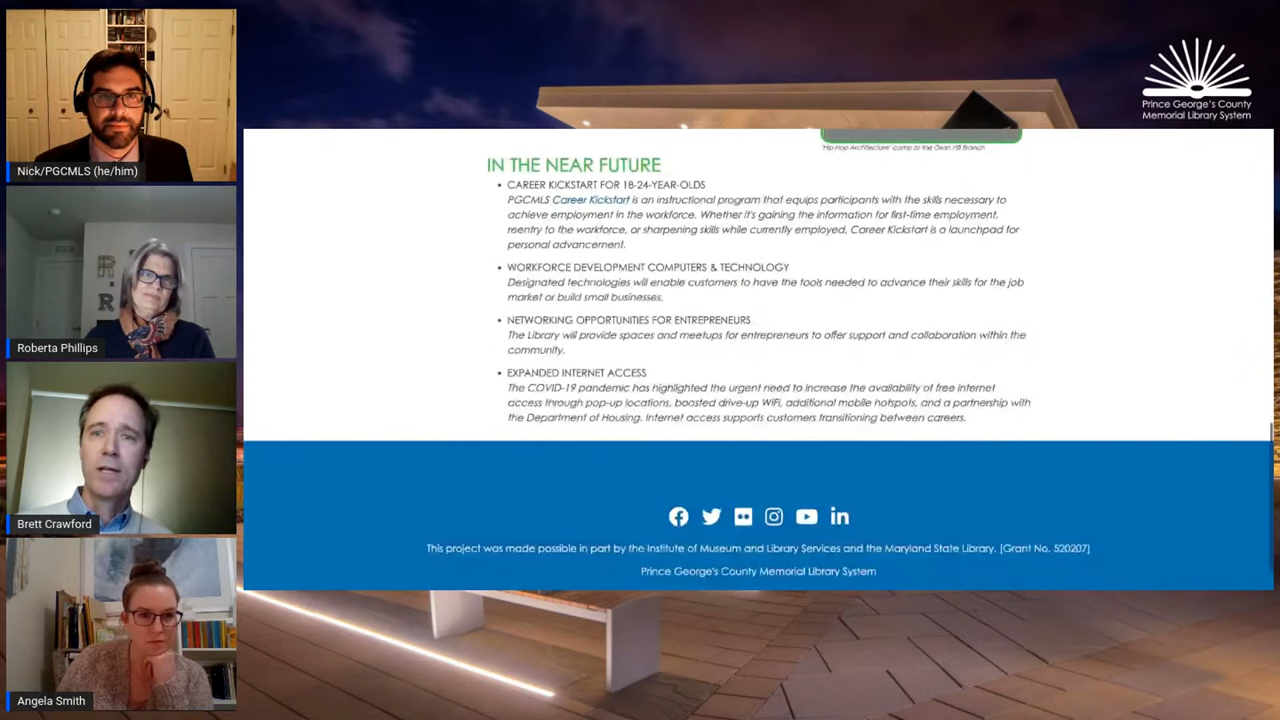 Nick/PGCMLS (he/him)
Roberta Phillips
Brett Crawford
Angela Smith
Prince George's County
Memorial Library System
"Hip-Hop Architecture" camp at the Oxon Hill Branch
IN THE NEAR FUTURE
• CAREER KICKSTART FOR 18-24-YEAR-OLDS
PGCMLS Career Kickstart is an instructional program that equips participants with the skills necessary to
achieve employment in the workforce. Whether it's gaining the information for first-time employment,
reentry to the workforce, or sharpening skills while currently employed, Career Kickstart is a launchpad for
personal advancement.
• WORKFORCE DEVELOPMENT COMPUTERS & TECHNOLOGY
Designated technologies will enable customers to have the tools needed to advance their skills for the job
market or build small businesses.
• NETWORKING OPPORTUNITIES FOR ENTREPRENEURS
The Library will provide spaces and meetups for entrepreneurs to offer support and collaboration within the
community.
• EXPANDED INTERNET ACCESS
The COVID-19 pandemic has highlighted the urgent need to increase the availability of free internet
access through pop-up locations, boosted drive-up WiFi, additional mobile hotspots, and a partnership with
the Department of Housing. Internet access supports customers transitioning between careers.
This project was made possible in part by the Institute of Museum and Library Services and the Maryland State Library. [Grant No. 520207]
Prince George's County Memorial Library System